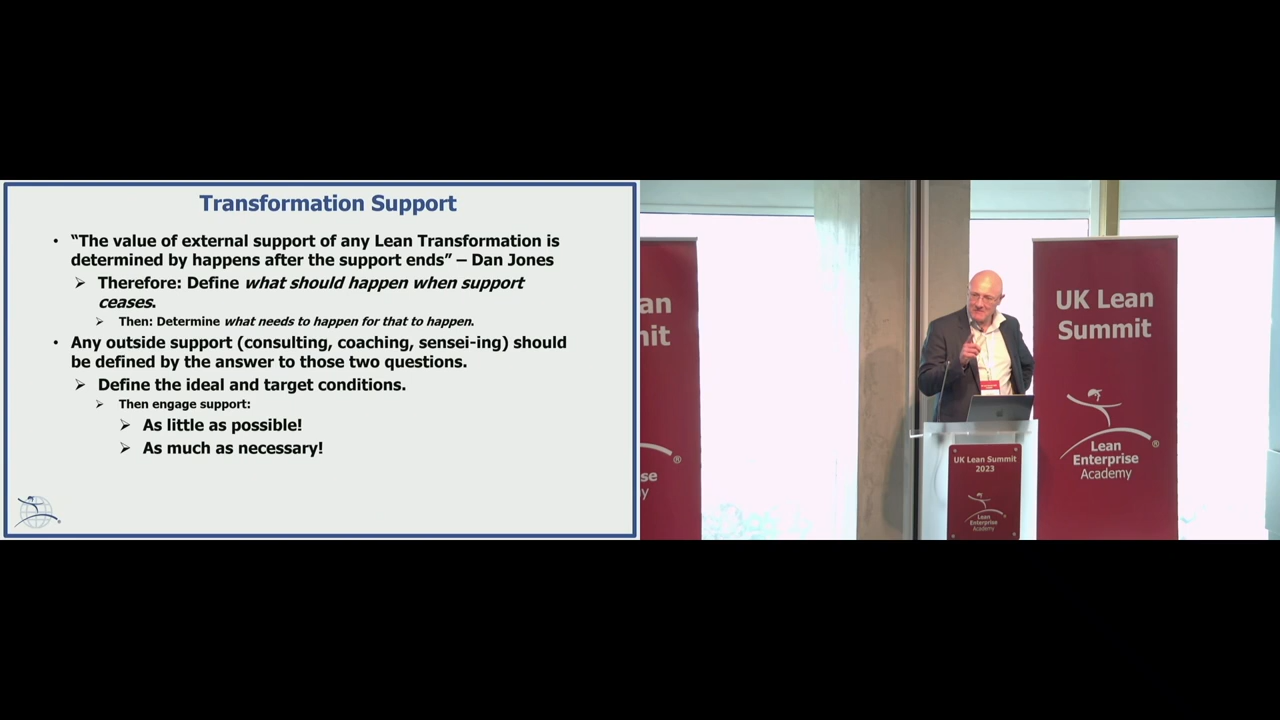 Transformation Support
• “The value of external support of any Lean Transformation is
determined by happens after the support ends” – Dan Jones
➢ Therefore: Define what should happen when support
ceases.
➢ Then: Determine what needs to happen for that to happen.
• Any outside support (consulting, coaching, sensei-ing) should
be defined by the answer to those two questions.
➢ Define the ideal and target conditions.
➢ Then engage support:
➢ As little as possible!
➢ As much as necessary!
an
it
se
®
y
UK Lean Summit
2023
Lean
Enterprise
Academy
UK Lean
Summit
Lean
Enterprise
Academy
®